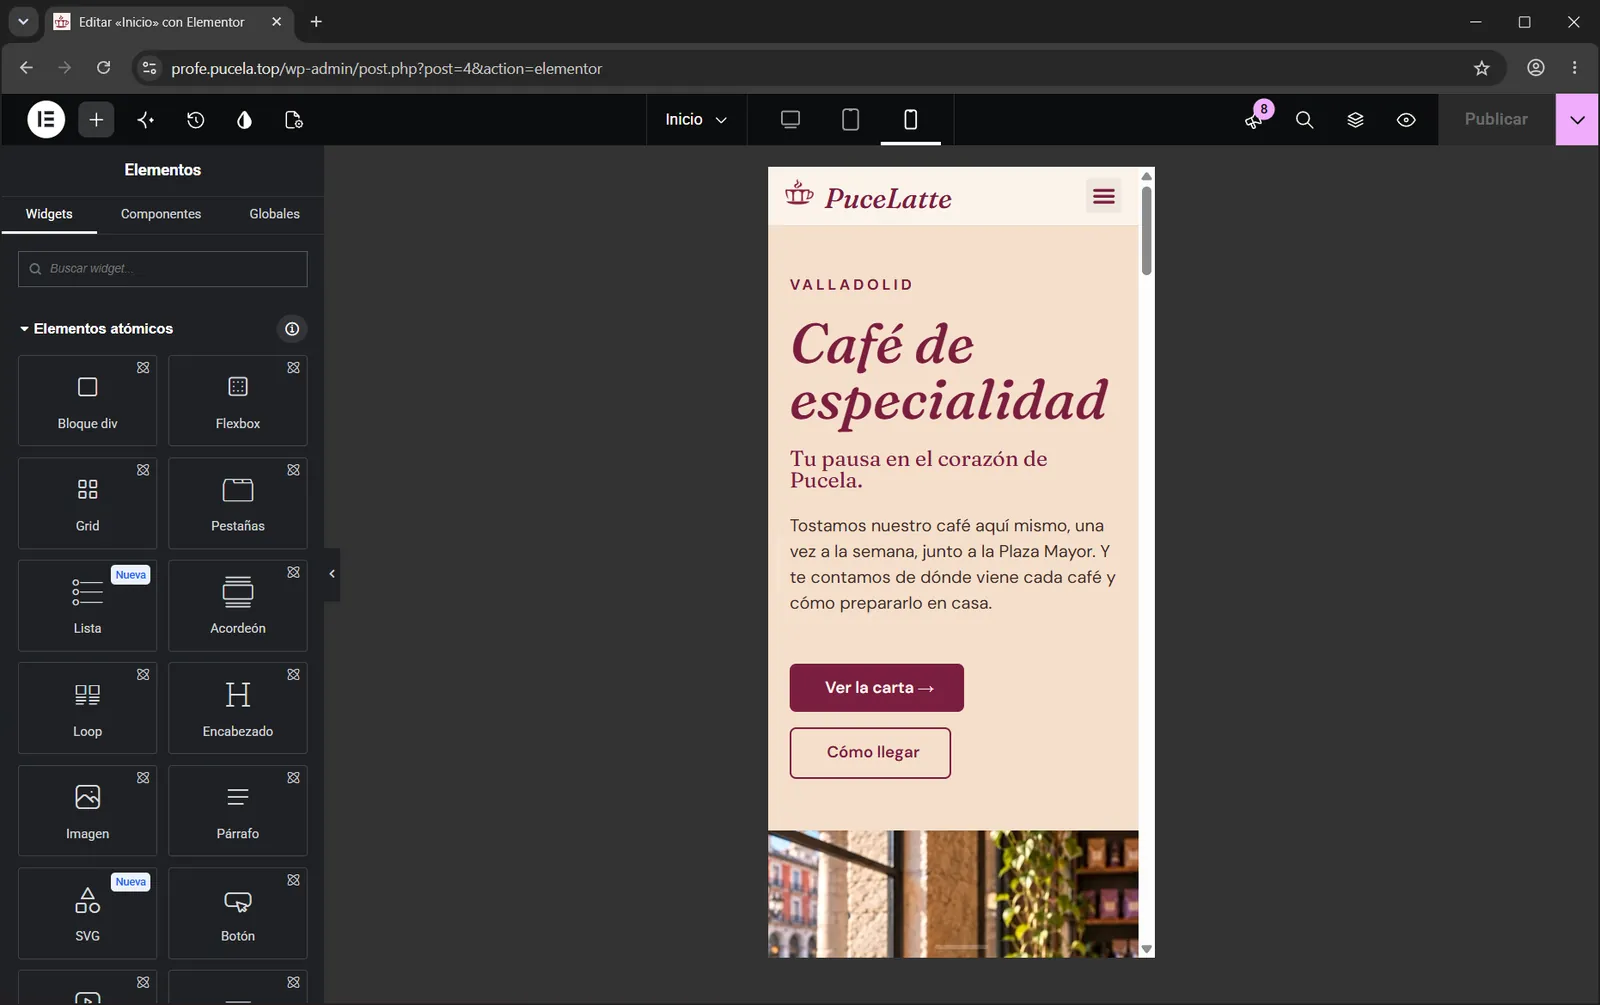 Editar «Inicio» con Elementor
profe.pucela.top/wp-admin/post.php?post=4&action=elementor
Inicio
8
Publicar
Elementos
Widgets
Componentes
Globales
Buscar widget...
Elementos atómicos
Bloque div
Flexbox
Grid
Pestañas
Nueva
Lista
Acordeón
Loop
Encabezado
Imagen
Párrafo
Nueva
SVG
Botón
PuceLatte
VALLADOLID
Café de
especialidad
Tu pausa en el corazón de
Pucela.
Tostamos nuestro café aquí mismo, una
vez a la semana, junto a la Plaza Mayor. Y
te contamos de dónde viene cada café y
cómo prepararlo en casa.
Ver la carta →
Cómo llegar